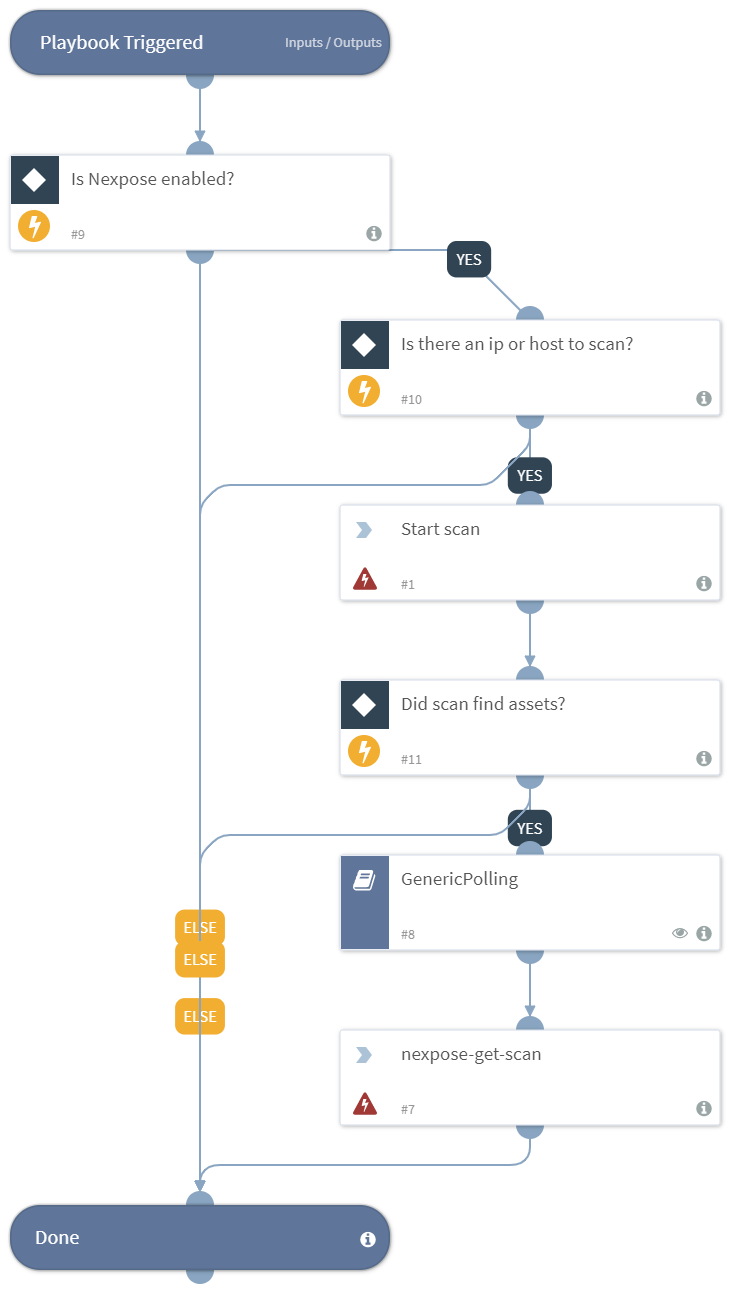 Playbook Triggered
Inputs / Outputs
Is Nexpose enabled?
#9
YES
Is there an ip or host to scan?
#10
YES
Start scan
#1
Did scan find assets?
#11
YES
GenericPolling
#8
ELSE
ELSE
ELSE
nexpose-get-scan
#7
Done